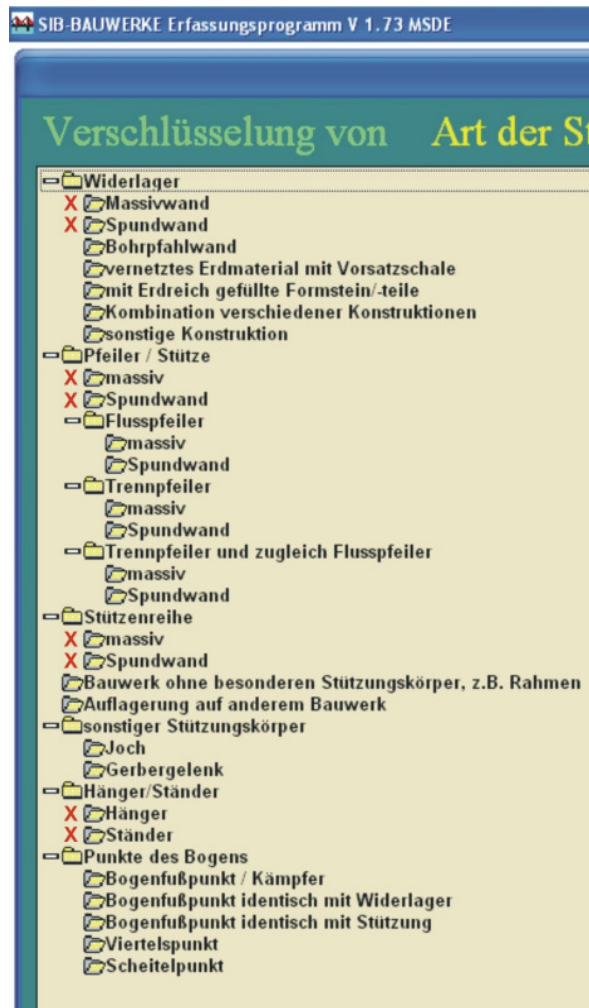 SIB-BAUWERKE Erfassungsprogramm V 1.73 MSDE
Verschlüsselung von Art der
Widerlager
X Massivwand
X Spundwand
Bohrpfahlwand
vernetztes Erdmaterial mit Vorsatzschale
mit Erdreich gefüllte Formstein/-teile
Kombination verschiedener Konstruktionen
sonstige Konstruktion
Pfeiler / Stütze
X massiv
X Spundwand
Flusspfeiler
massiv
Spundwand
Trennpfeiler
massiv
Spundwand
Trennpfeiler und zugleich Flusspfeiler
massiv
Spundwand
Stützenreihe
X massiv
X Spundwand
Bauwerk ohne besonderen Stützungskörper, z.B. Rahmen
Auflagerung auf anderem Bauwerk
sonstiger Stützungskörper
Joch
Gerbergelenk
Hänger/Ständer
X Hänger
X Ständer
Punkte des Bogens
Bogenfußpunkt / Kämpfer
Bogenfußpunkt identisch mit Widerlager
Bogenfußpunkt identisch mit Stützung
Viertelspunkt
Scheitelpunkt